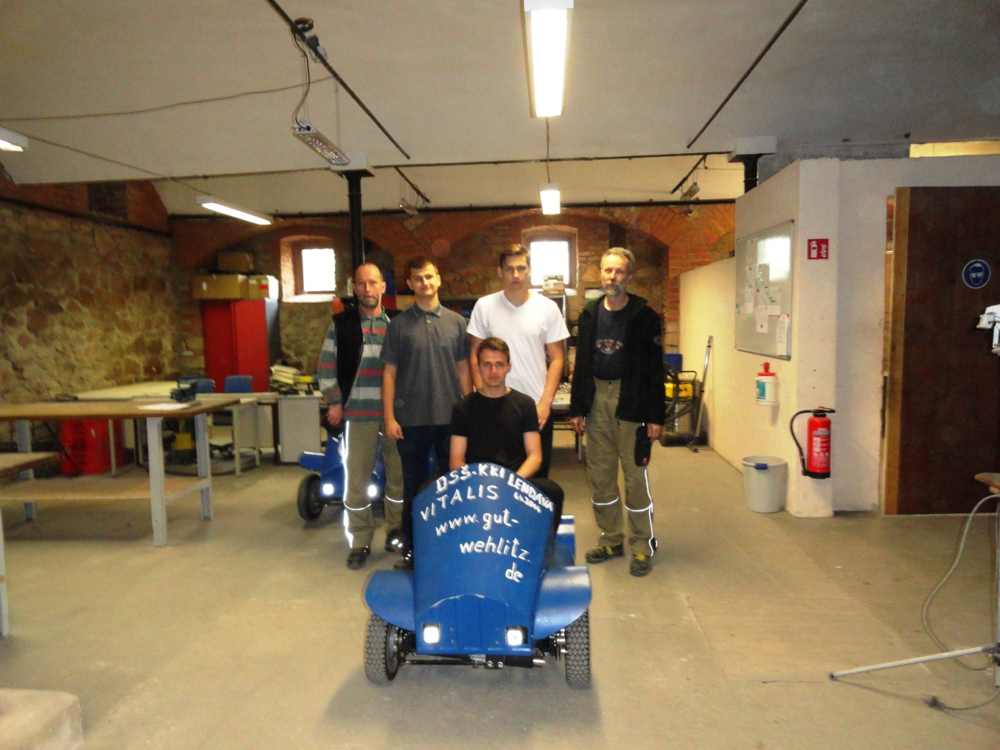 DSŠ-KKI LENDAVA
VITALIS
www.gut-
wehlitz.
de